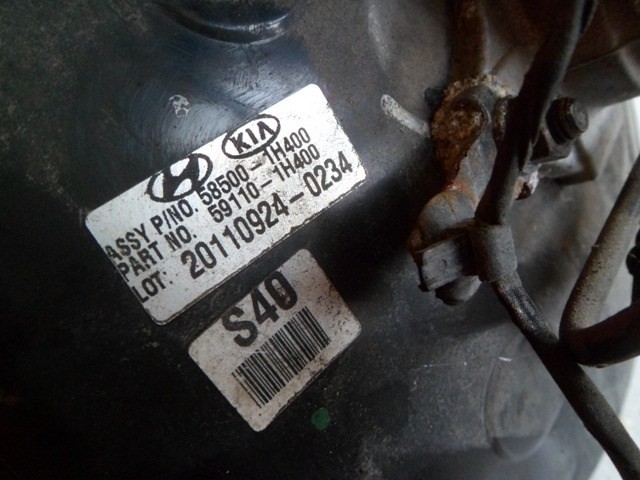 KIA
ASSY P/NO. 58500-1H400
PART NO. 59110-1H400
LOT. 20110924-0234
S40